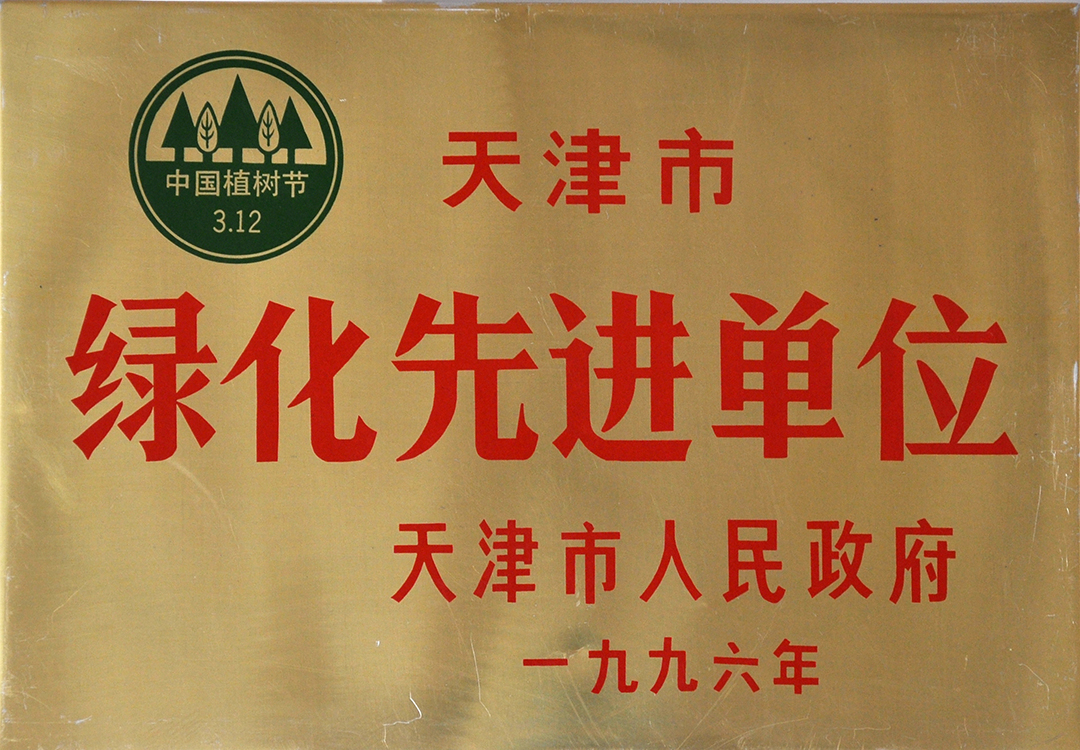 中国植树节
3.12
天津市
绿化先进单位
天津市人民政府
一九九六年